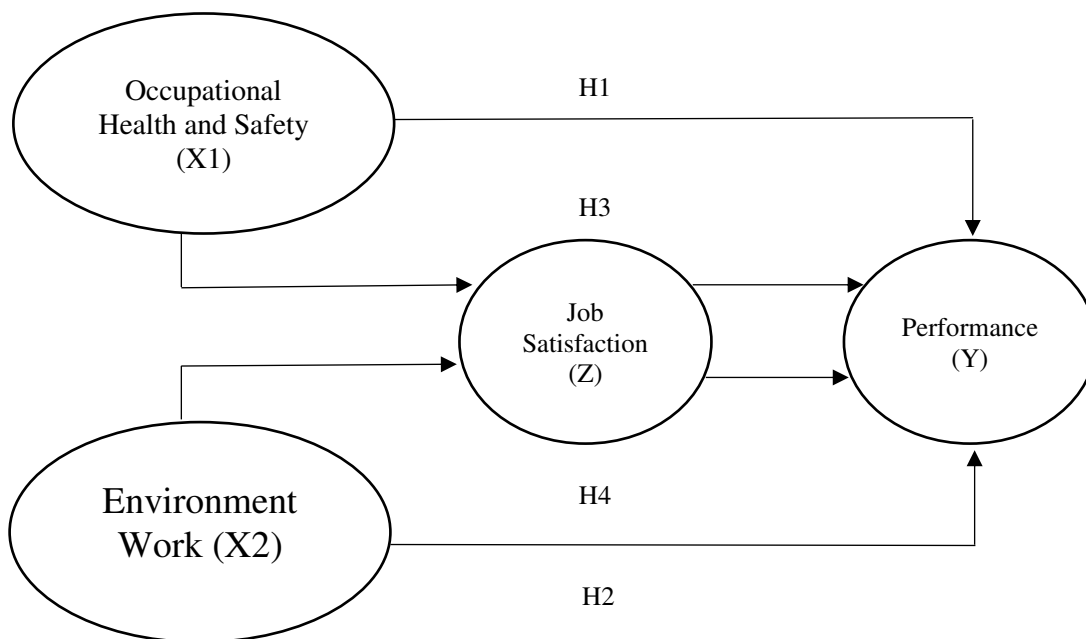 Occupational
Health and Safety
(X1)
H1
H3
Job
Satisfaction
(Z)
Performance
(Y)
Environment
Work (X2)
H4
H2